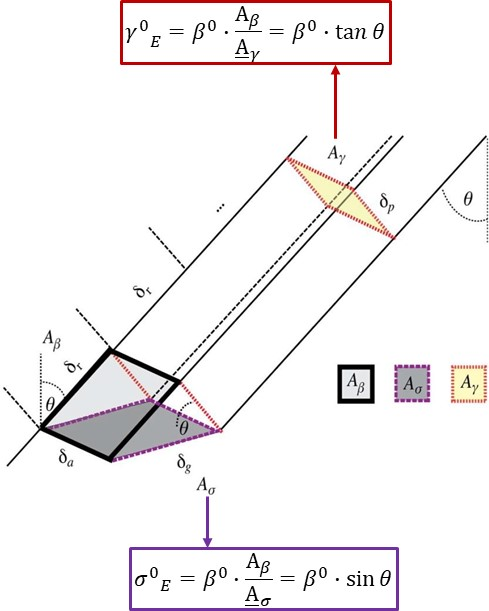 γ⁰_E = β⁰ · A_β / A_γ = β⁰ · tan θ
A_γ
δ_p
θ
...
δ_r
A_β
δ_r
θ
θ
δ_a
δ_g
A_σ
A_β
A_σ
A_γ
σ⁰_E = β⁰ · A_β / A_σ = β⁰ · sin θ